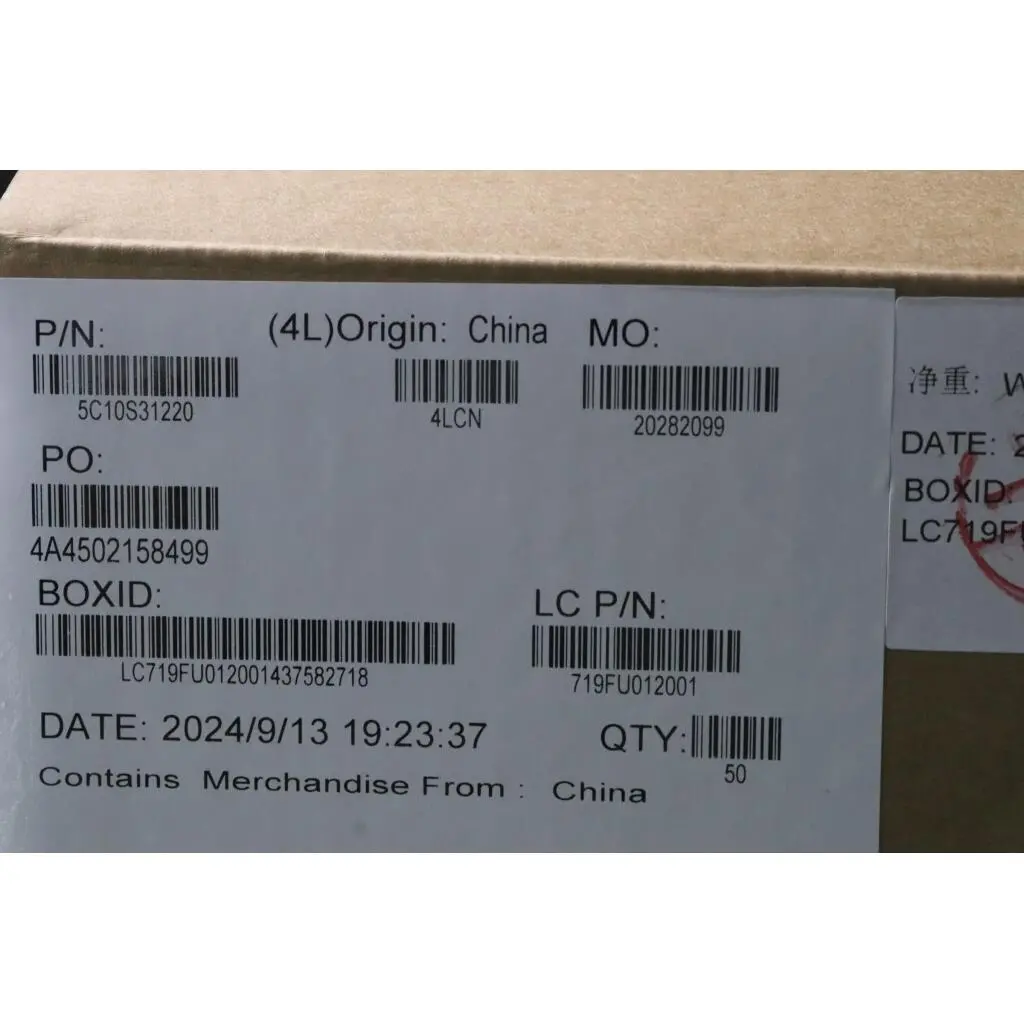 P/N: (4L)Origin: China MO:
5C10S31220 4LCN 20282099
PO:
4A4502158499
BOXID: LC P/N:
LC719FU012001437582718 719FU012001
DATE: 2024/9/13 19:23:37 QTY:
50
Contains Merchandise From : China
净重:
DATE:
BOXID:
LC719F